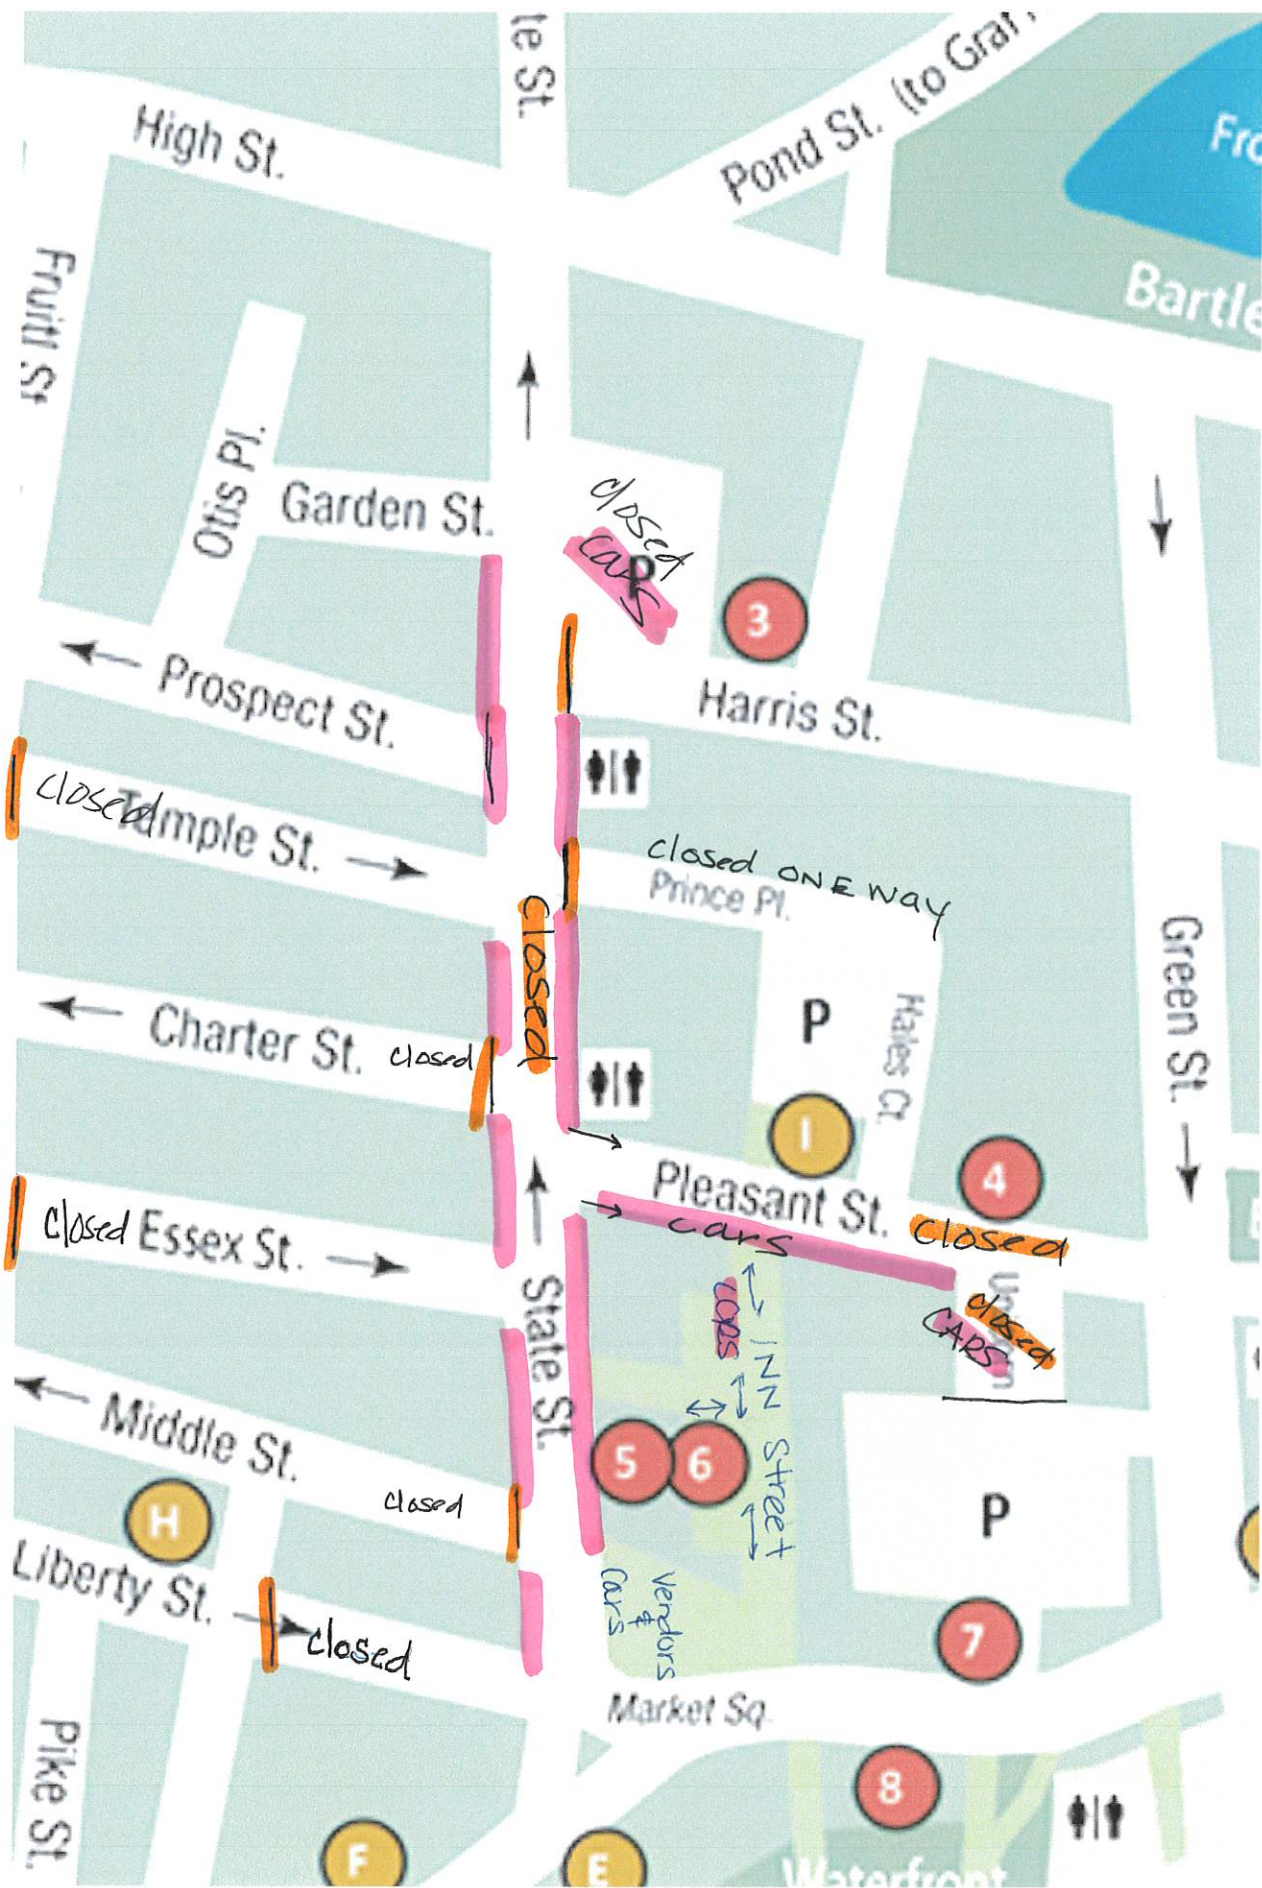 te St.
High St.
Pond St. (to Gran
Fro
Bartle
Fruit St.
Otis Pl.
Garden St.
closed
cars
P
3
Prospect St.
Harris St.
closed
Temple St.
closed ONE WAY
Prince Pl.
closed
Green St.
Charter St.
closed
P
Hales Ct.
I
4
Pleasant St.
closed
cars
closed
Essex St.
State St.
cars
INN Street
closed
CARS
Middle St.
5
6
closed
H
P
Liberty St.
closed
cars
&
vendors
7
Market Sq.
Pike St.
8
F
E
Waterfront